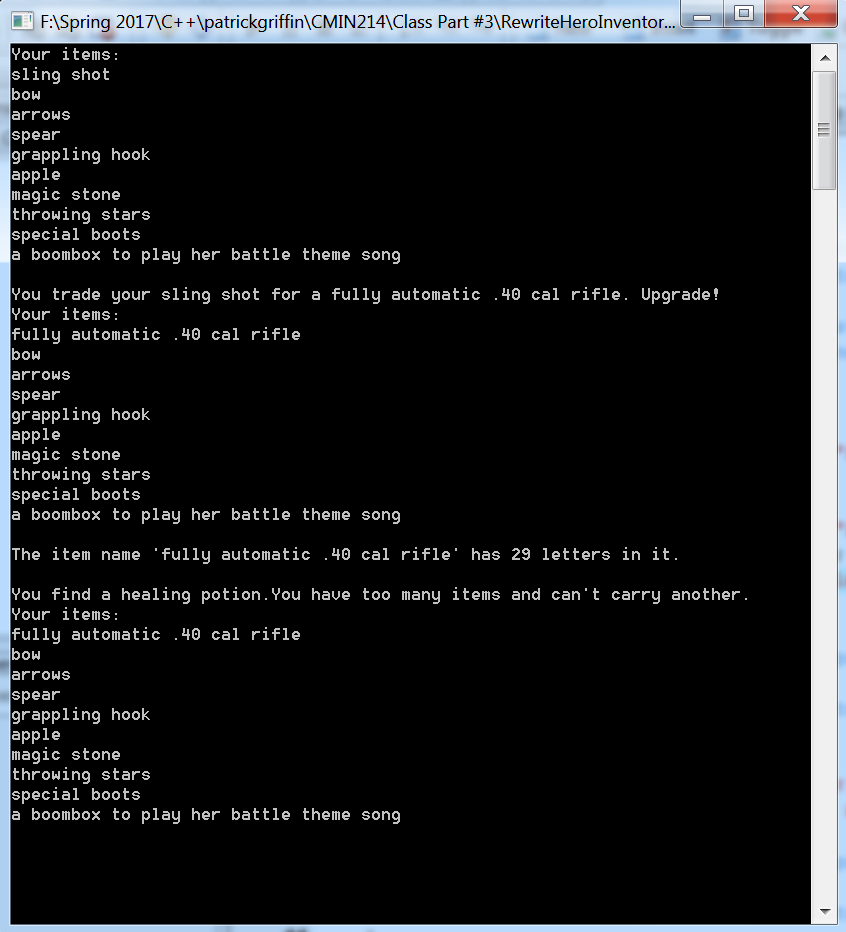 F:\Spring 2017\C++\patrickgriffin\CMIN214\Class Part #3\RewriteHeroInventor...
Your items:
sling shot
bow
arrows
spear
grappling hook
apple
magic stone
throwing stars
special boots
a boombox to play her battle theme song
You trade your sling shot for a fully automatic .40 cal rifle. Upgrade!
Your items:
fully automatic .40 cal rifle
bow
arrows
spear
grappling hook
apple
magic stone
throwing stars
special boots
a boombox to play her battle theme song
The item name 'fully automatic .40 cal rifle' has 29 letters in it.
You find a healing potion.You have too many items and can't carry another.
Your items:
fully automatic .40 cal rifle
bow
arrows
spear
grappling hook
apple
magic stone
throwing stars
special boots
a boombox to play her battle theme song